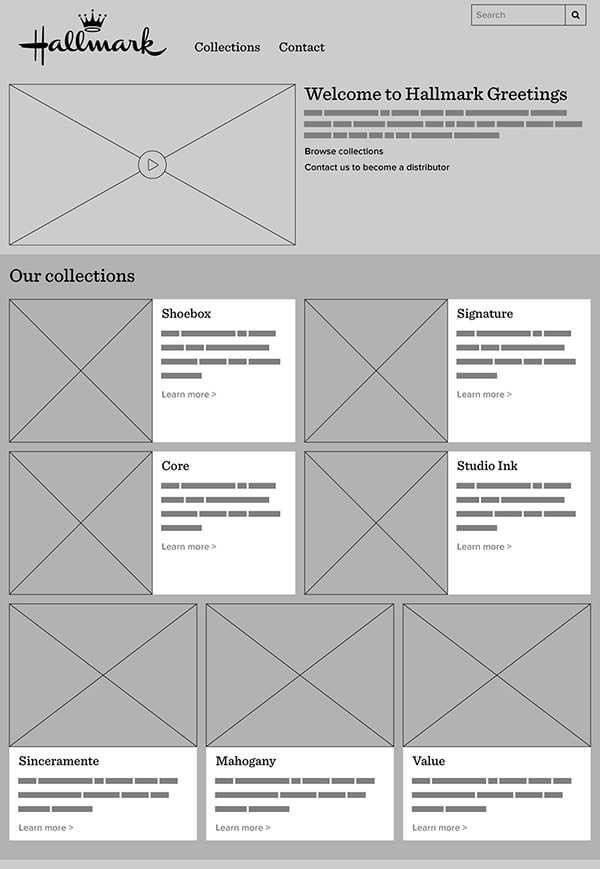 Hallmark
Collections
Contact
Search
Welcome to Hallmark Greetings
Browse collections
Contact us to become a distributor
Our collections
Shoebox
Learn more >
Signature
Learn more >
Core
Learn more >
Studio Ink
Learn more >
Sinceramente
Learn more >
Mahogany
Learn more >
Value
Learn more >